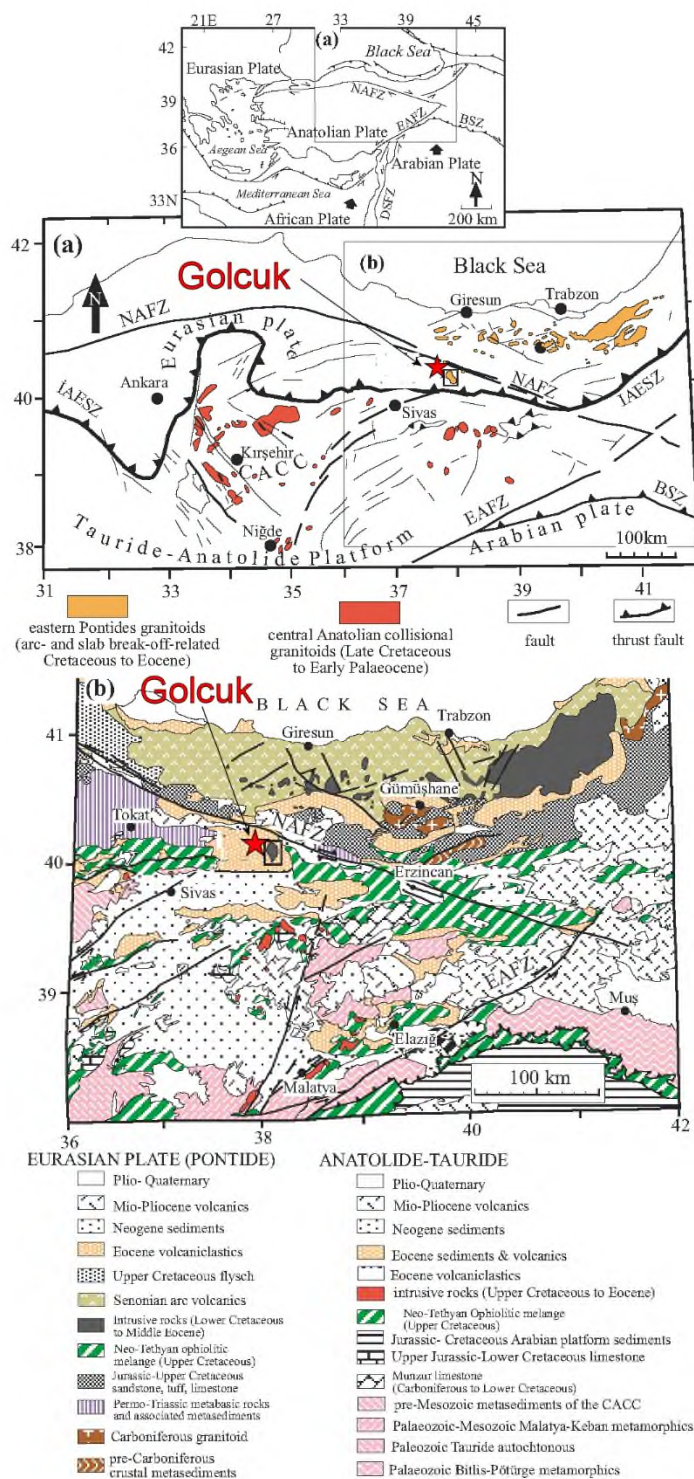 21E 27 33 39 42 45
(a)
42
Black Sea
Eurasian Plate
NAFZ
39
EAFZ
BSZ
Anatolian Plate
Aegean Sea
36
Arabian Plate
N
Mediterranean Sea
33N
DSFZ
African Plate
200 km
42
(a)
(b)
Black Sea
Golcuk
N
Giresun
Trabzon
NAFZ
Eurasian plate
41
Ankara
NAFZ
İAESZ
40
İAESZ
Sivas
Kırşehir
39
CACC
EAFZ
BSZ
Niğde
Arabian plate
Tauride-Anatolide Platform
38
100km
31 32 33 34 35 36 37 38 39 40 41
eastern Pontides granitoids
(arc- and slab break-off-related
Cretaceous to Eocene)
central Anatolian collisional
granitoids (Late Cretaceous
to Early Palaeocene)
fault
thrust fault
(b)
Golcuk
BLACK SEA
Trabzon
41
Giresun
Gümüşhane
Tokat
NAFZ
40
Erzincan
Sivas
EAFZ
39
Muş
Elazığ
Malatya
100 km
36 38 40 42
EURASIAN PLATE (PONTIDE)
Plio- Quaternary
Mio-Pliocene volcanics
Neogene sediments
Eocene volcaniclastics
Upper Cretaceous flysch
Senonian arc volcanics
Intrusive rocks (Lower Cretaceous
to Middle Eocene)
Neo-Tethyan ophiolitic
melange (Upper Cretaceous)
Jurassic-Upper Cretaceous
sandstone, tuff, limestone
Permo-Triassic metabasic rocks
and associated metasediments
Carboniferous granitoid
pre-Carboniferous
crustal metasediments
ANATOLIDE-TAURIDE
Plio-Quaternary
Mio-Pliocene volcanics
Neogene sediments
Eocene sediments & volcanics
Eocene volcaniclastics
intrusive rocks (Upper Cretaceous to Eocene)
Neo-Tethyan Ophiolitic melange
(Upper Cretaceous)
Jurassic- Cretaceous Arabian platform sediments
Upper Jurassic-Lower Cretaceous limestone
Munzur limestone
(Carboniferous to Lower Cretaceous)
pre-Mesozoic metasediments of the CACC
Palaeozoic-Mesozoic Malatya-Keban metamorphics
Paleozoic Tauride autochtonous
Palaeozoic Bitlis-Pötürge metamorphics